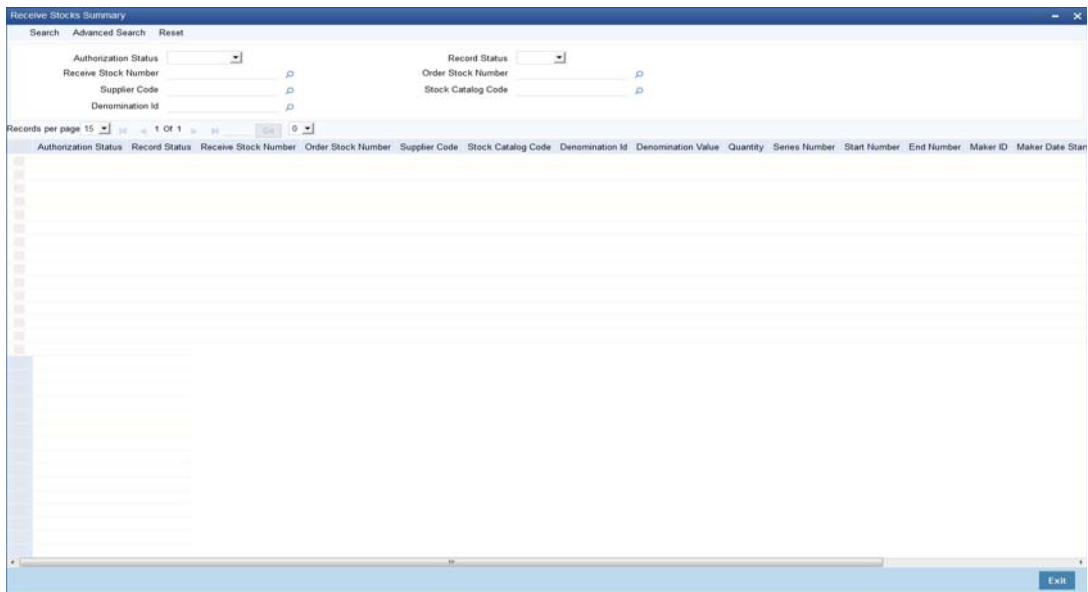 Receive Stocks Summary
Search Advanced Search Reset
Authorization Status Record Status
Receive Stock Number Order Stock Number
Supplier Code Stock Catalog Code
Denomination Id
Records per page 15 1 Of 1 Go 0
Authorization Status Record Status Receive Stock Number Order Stock Number Supplier Code Stock Catalog Code Denomination Id Denomination Value Quantity Series Number Start Number End Number Maker ID Maker Date Stam
Exit